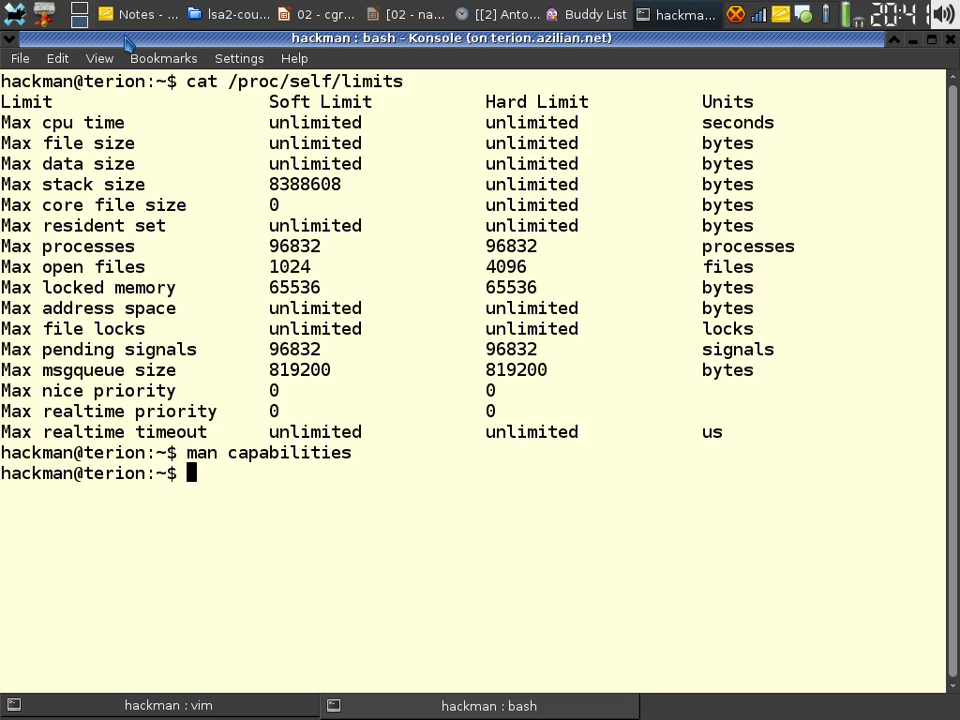 Notes - ...
lsa2-cou...
02 - cgr...
[02 - na...
[[2] Anto...
Buddy List
hackma...
20:41
hackman : bash - Konsole (on terion.azilian.net)
File Edit View Bookmarks Settings Help
hackman@terion:~$ cat /proc/self/limits
Limit Soft Limit Hard Limit Units
Max cpu time unlimited unlimited seconds
Max file size unlimited unlimited bytes
Max data size unlimited unlimited bytes
Max stack size 8388608 unlimited bytes
Max core file size 0 unlimited bytes
Max resident set unlimited unlimited bytes
Max processes 96832 96832 processes
Max open files 1024 4096 files
Max locked memory 65536 65536 bytes
Max address space unlimited unlimited bytes
Max file locks unlimited unlimited locks
Max pending signals 96832 96832 signals
Max msgqueue size 819200 819200 bytes
Max nice priority 0 0
Max realtime priority 0 0
Max realtime timeout unlimited unlimited us
hackman@terion:~$ man capabilities
hackman@terion:~$
hackman : vim
hackman : bash